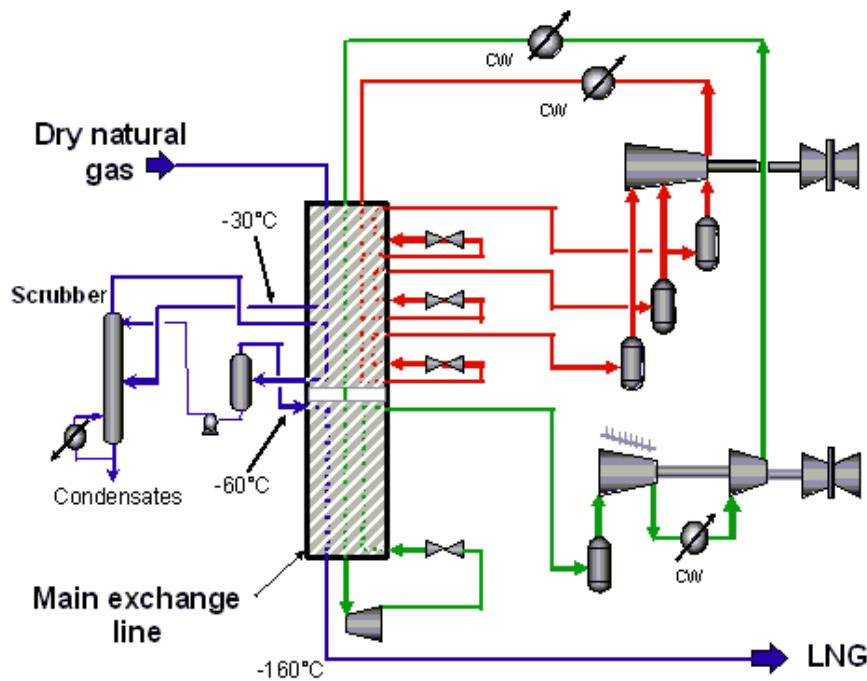 CW
CW
Dry natural
gas
-30°C
Scrubber
-60°C
Condensates
Main exchange
line
CW
-160°C
LNG